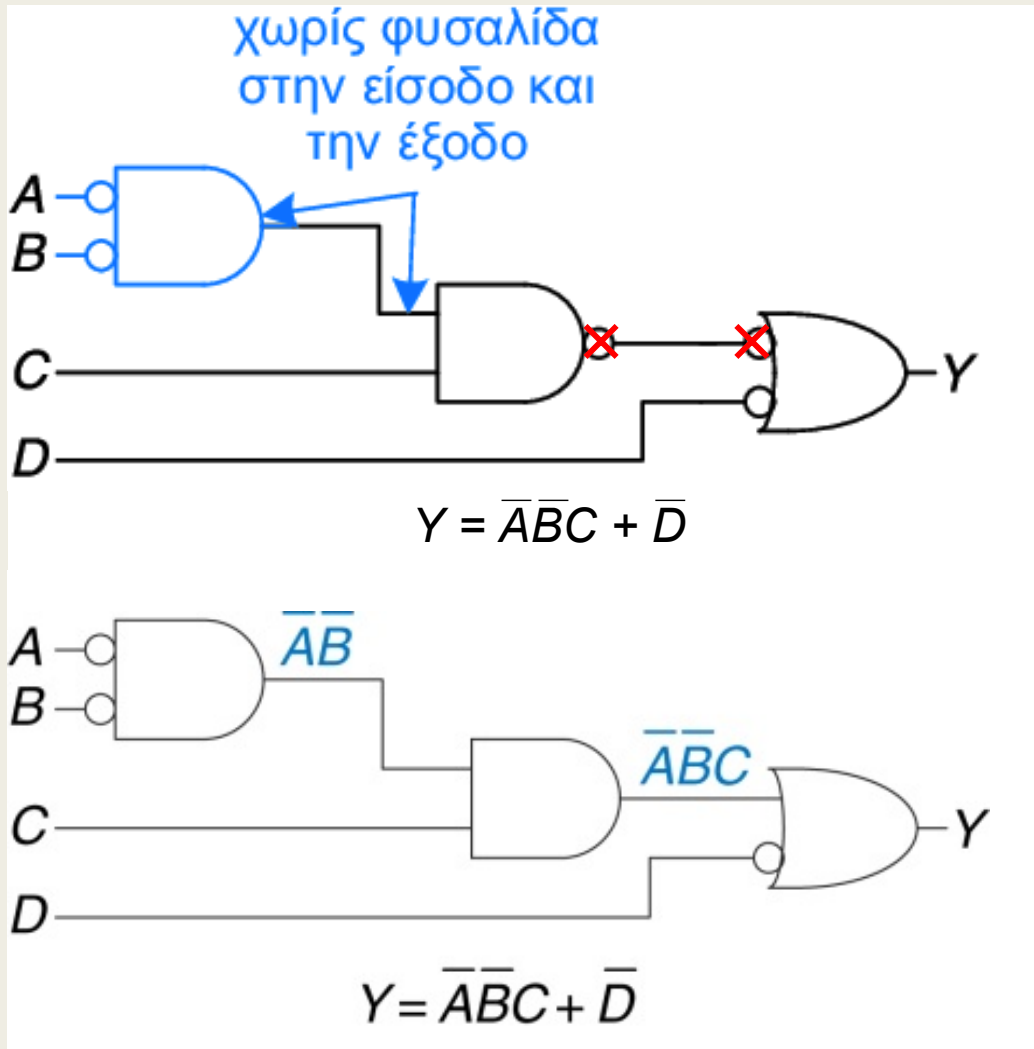 χωρίς φυσαλίδα
στην είσοδο και
την έξοδο
A
B
C
D
Y
Y = A̅B̅C + D̅
A
B
A̅B̅
A̅B̅C
C
D
Y
Y = A̅B̅C + D̅